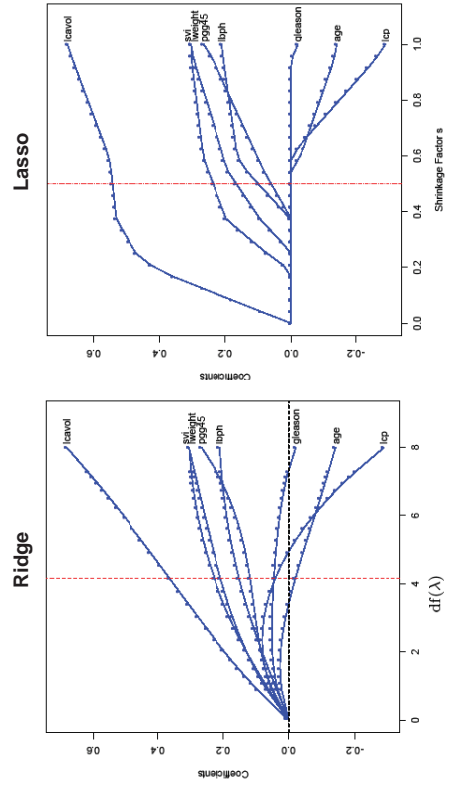 Lasso
lcavol
svi
lweight
pgg45
lbph
gleason
age
lcp
0.6
0.4
0.2
0.0
-0.2
Coefficients
0.0
0.2
0.4
0.6
0.8
1.0
Shrinkage Factor s
Ridge
lcavol
svi
lweight
pgg45
lbph
gleason
age
lcp
0.6
0.4
0.2
0.0
-0.2
Coefficients
0
2
4
6
8
df(λ)